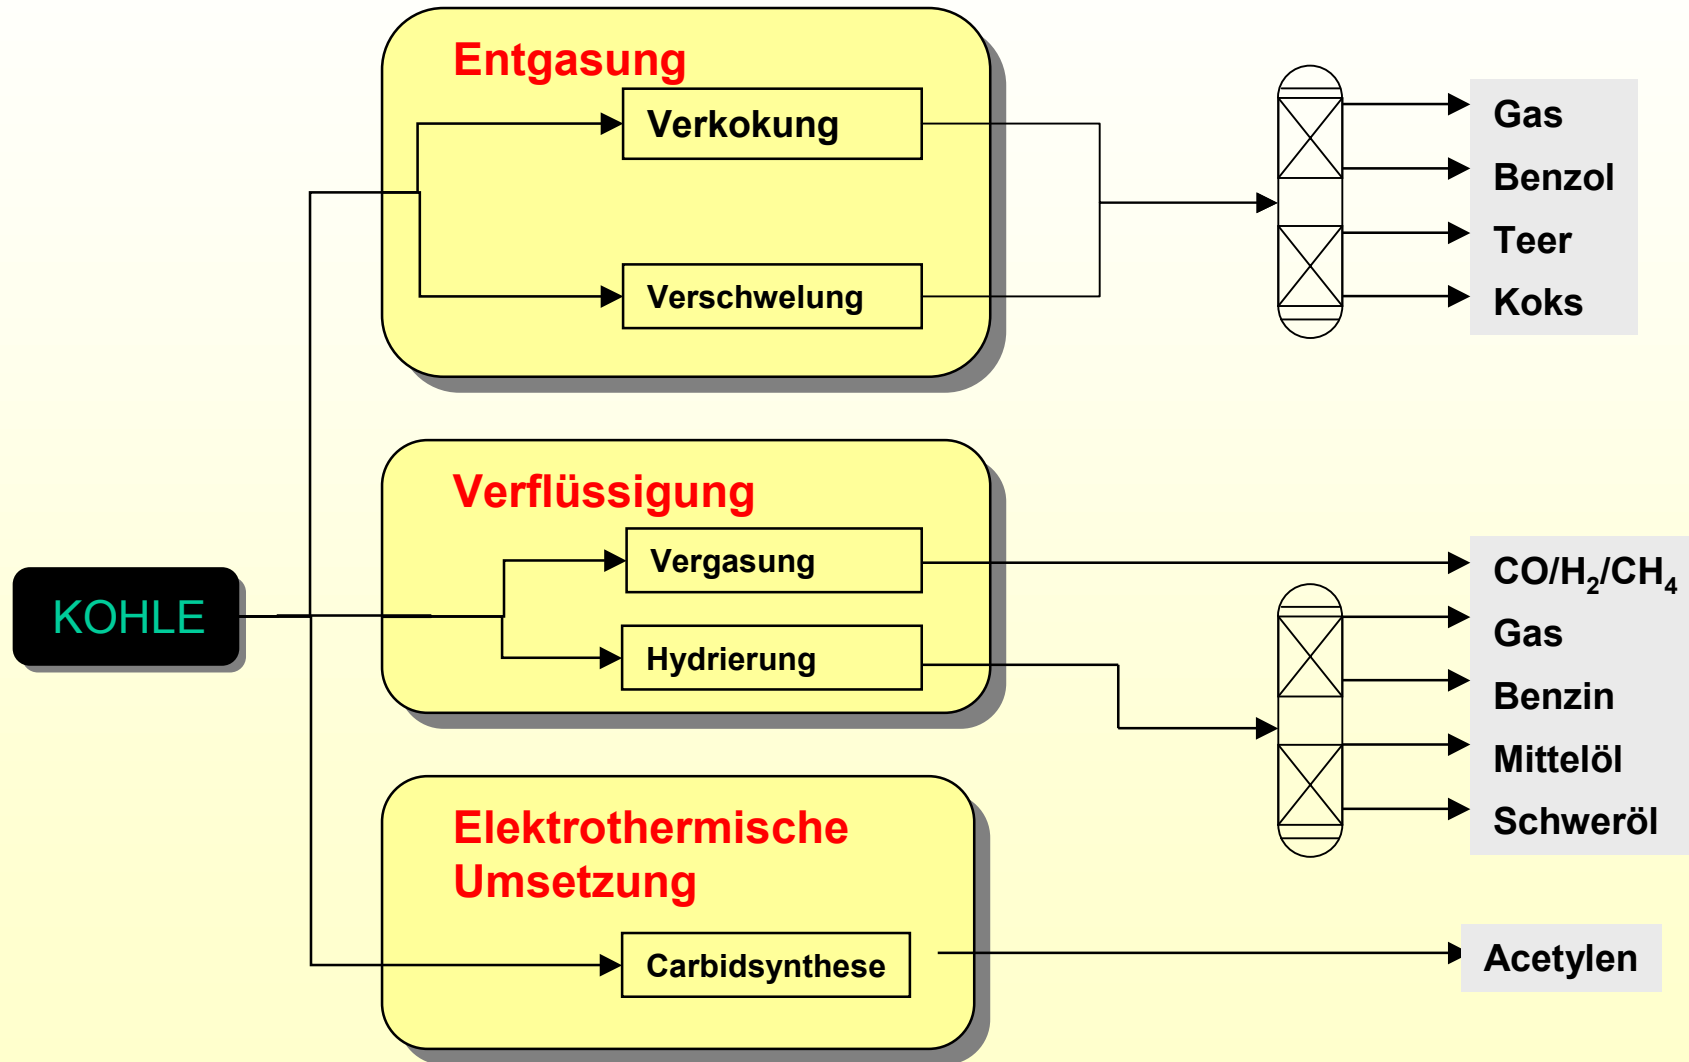 Entgasung
Verkokung
Verschwelung
Gas
Benzol
Teer
Koks
Verflüssigung
Vergasung
Hydrierung
KOHLE
CO/H₂/CH₄
Gas
Benzin
Mittelöl
Schweröl
Elektrothermische
Umsetzung
Carbidsynthese
Acetylen